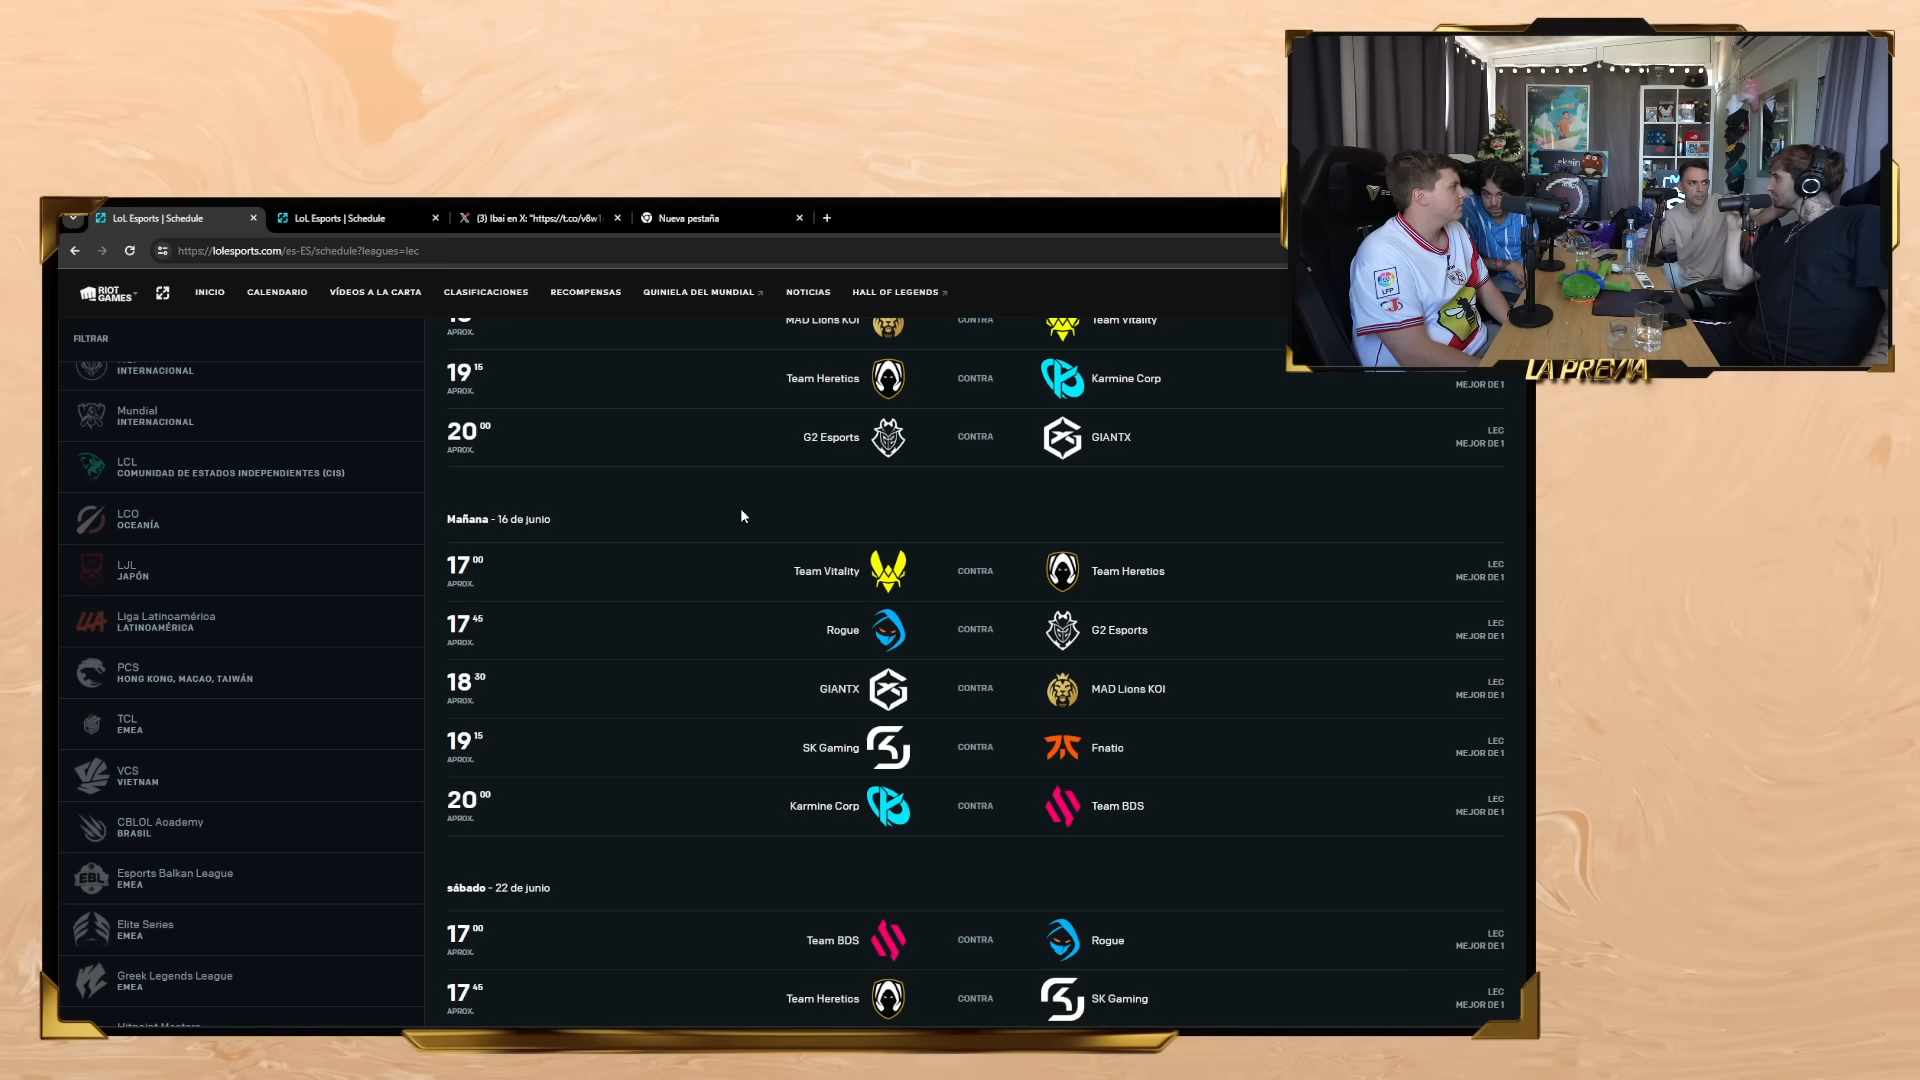 LoL Esports | Schedule
LoL Esports | Schedule
(3) Ibai en X: "https://t.co/v8w1
Nueva pestaña
https://lolesports.com/es-ES/schedule?leagues=lec
RIOT GAMES
INICIO
CALENDARIO
VÍDEOS A LA CARTA
CLASIFICACIONES
RECOMPENSAS
QUINIELA DEL MUNDIAL
NOTICIAS
HALL OF LEGENDS
LA PREVIA
FILTRAR
INTERNACIONAL
Mundial
INTERNACIONAL
LCL
COMUNIDAD DE ESTADOS INDEPENDIENTES (CIS)
LCO
OCEANÍA
LJL
JAPÓN
Liga Latinoamérica
LATINOAMÉRICA
PCS
HONG KONG, MACAO, TAIWÁN
TCL
EMEA
VCS
VIETNAM
CBLOL Academy
BRASIL
Esports Balkan League
EMEA
Elite Series
EMEA
Greek Legends League
EMEA
Hitpoint Masters
APROX.
MAD Lions KOI
CONTRA
Team Vitality
19 15
APROX.
Team Heretics
CONTRA
Karmine Corp
MEJOR DE 1
20 00
APROX.
G2 Esports
CONTRA
GIANTX
LEC
MEJOR DE 1
Mañana - 16 de junio
17 00
APROX.
Team Vitality
CONTRA
Team Heretics
LEC
MEJOR DE 1
17 45
APROX.
Rogue
CONTRA
G2 Esports
LEC
MEJOR DE 1
18 30
APROX.
GIANTX
CONTRA
MAD Lions KOI
LEC
MEJOR DE 1
19 15
APROX.
SK Gaming
CONTRA
Fnatic
LEC
MEJOR DE 1
20 00
APROX.
Karmine Corp
CONTRA
Team BDS
LEC
MEJOR DE 1
sábado - 22 de junio
17 00
APROX.
Team BDS
CONTRA
Rogue
LEC
MEJOR DE 1
17 45
APROX.
Team Heretics
CONTRA
SK Gaming
LEC
MEJOR DE 1